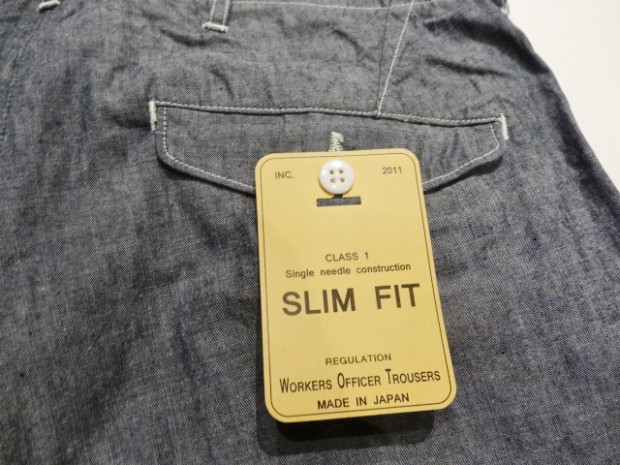 INC. 2011
CLASS 1
Single needle construction
SLIM FIT
REGULATION
WORKERS OFFICER TROUSERS
MADE IN JAPAN